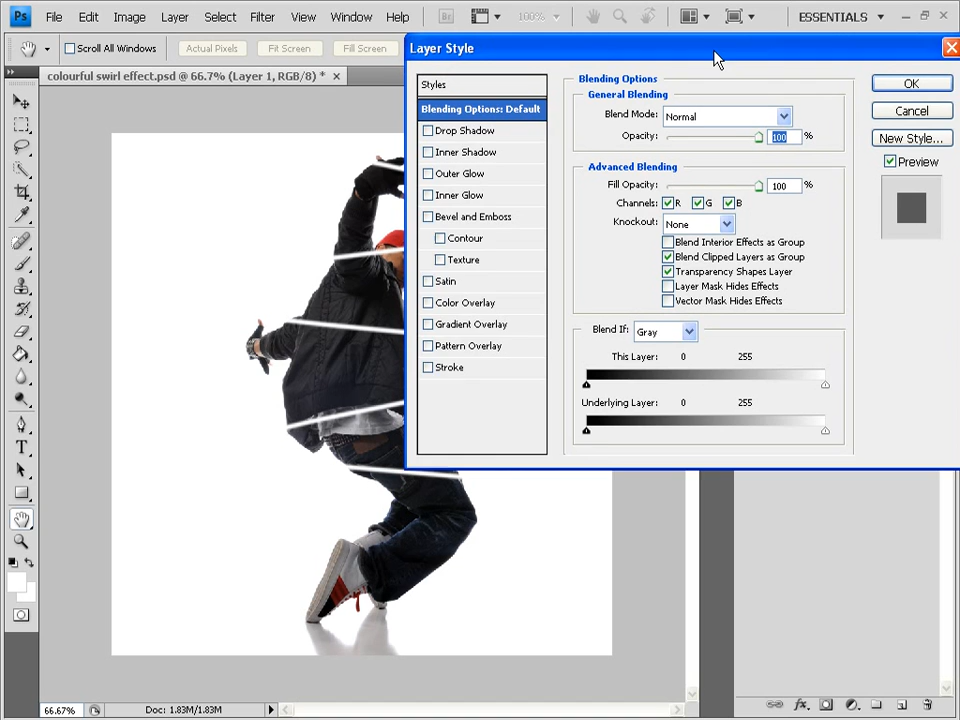 Ps File Edit Image Layer Select Filter View Window Help Br 100% ESSENTIALS
Scroll All Windows Actual Pixels Fit Screen Fill Screen
colourful swirl effect.psd @ 66.7% (Layer 1, RGB/8) *
Layer Style
Styles
Blending Options: Default
Drop Shadow
Inner Shadow
Outer Glow
Inner Glow
Bevel and Emboss
Contour
Texture
Satin
Color Overlay
Gradient Overlay
Pattern Overlay
Stroke
Blending Options
General Blending
Blend Mode: Normal
Opacity: 100 %
Advanced Blending
Fill Opacity: 100 %
Channels: R G B
Knockout: None
Blend Interior Effects as Group
Blend Clipped Layers as Group
Transparency Shapes Layer
Layer Mask Hides Effects
Vector Mask Hides Effects
Blend If: Gray
This Layer: 0 255
Underlying Layer: 0 255
OK
Cancel
New Style...
Preview
T
66.67% Doc: 1.83M/1.83M
fx